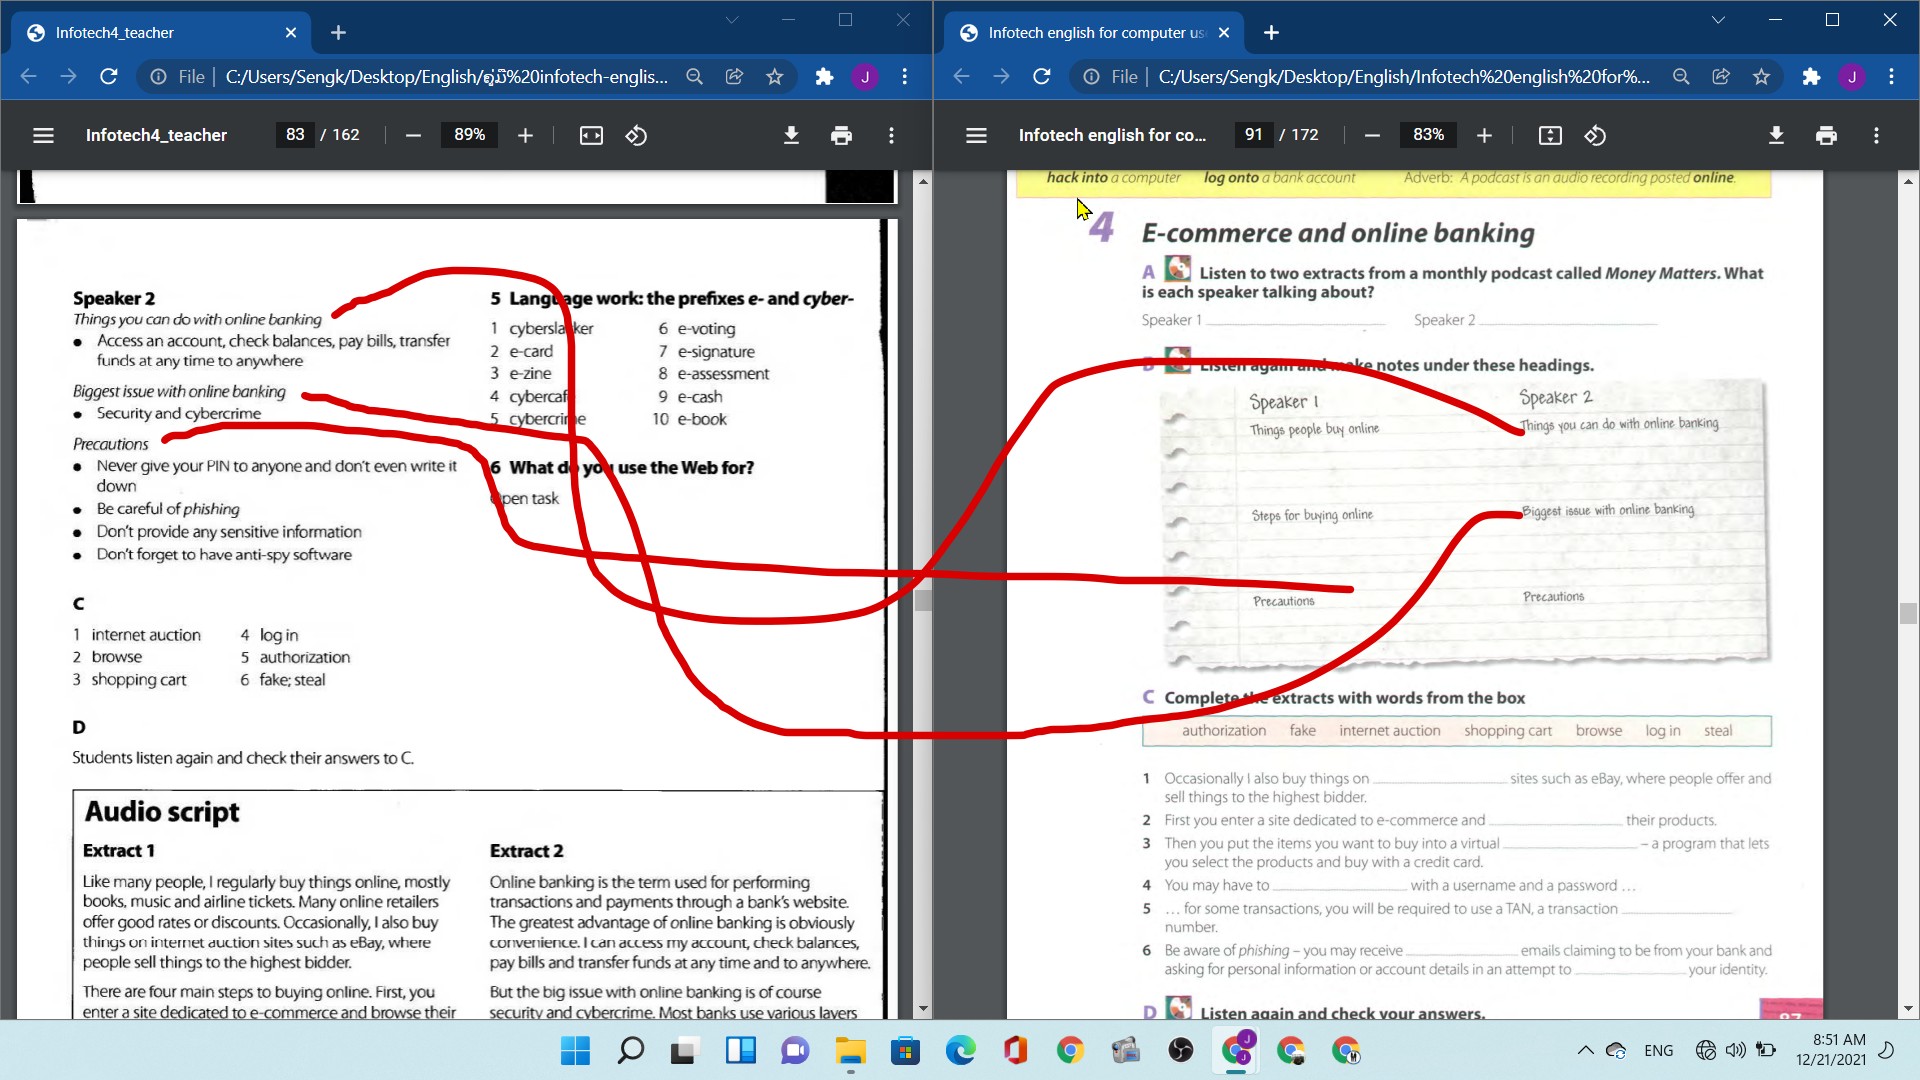 Infotech4_teacher
Infotech english for computer us
File
C:/Users/Sengk/Desktop/English/
%20infotech-englis...
J
File
C:/Users/Sengk/Desktop/English/Infotech%20english%20for%...
J
Infotech4_teacher
83 / 162
89%
Infotech english for co...
91 / 172
83%
Speaker 2
Things you can do with online banking
• Access an account, check balances, pay bills, transfer
funds at any time to anywhere
Biggest issue with online banking
• Security and cybercrime
Precautions
• Never give your PIN to anyone and don't even write it
down
• Be careful of phishing
• Don't provide any sensitive information
• Don't forget to have anti-spy software
C
1 internet auction
2 browse
3 shopping cart
4 log in
5 authorization
6 fake; steal
D
Students listen again and check their answers to C.
5 Language work: the prefixes e- and cyber-
1 cyberslacker
2 e-card
3 e-zine
4 cybercafé
5 cybercrime
6 e-voting
7 e-signature
8 e-assessment
9 e-cash
10 e-book
6 What do you use the Web for?
Open task
Audio script
Extract 1
Like many people, I regularly buy things online, mostly
books, music and airline tickets. Many online retailers
offer good rates or discounts. Occasionally, I also buy
things on internet auction sites such as eBay, where
people sell things to the highest bidder.
There are four main steps to buying online. First, you
enter a site dedicated to e-commerce and browse their
Extract 2
Online banking is the term used for performing
transactions and payments through a bank's website.
The greatest advantage of online banking is obviously
convenience. I can access my account, check balances,
pay bills and transfer funds at any time and to anywhere.
But the big issue with online banking is of course
security and cybercrime. Most banks use various layers
hack into a computer log onto a bank account Adverb: A podcast is an audio recording posted online.
4 E-commerce and online banking
A Listen to two extracts from a monthly podcast called Money Matters. What
is each speaker talking about?
Speaker 1 Speaker 2
B Listen again and make notes under these headings.
Speaker 1 Speaker 2
Things people buy online Things you can do with online banking
Steps for buying online Biggest issue with online banking
Precautions Precautions
C Complete the extracts with words from the box
authorization fake internet auction shopping cart browse log in steal
1 Occasionally I also buy things on ____ sites such as eBay, where people offer and
sell things to the highest bidder.
2 First you enter a site dedicated to e-commerce and ____ their products.
3 Then you put the items you want to buy into a virtual ____ – a program that lets
you select the products and buy with a credit card.
4 You may have to ____ with a username and a password …
5 … for some transactions, you will be required to use a TAN, a transaction ____
number.
6 Be aware of phishing – you may receive ____ emails claiming to be from your bank and
asking for personal information or account details in an attempt to ____ your identity.
D Listen again and check your answers.
87
ENG
8:51 AM
12/21/2021